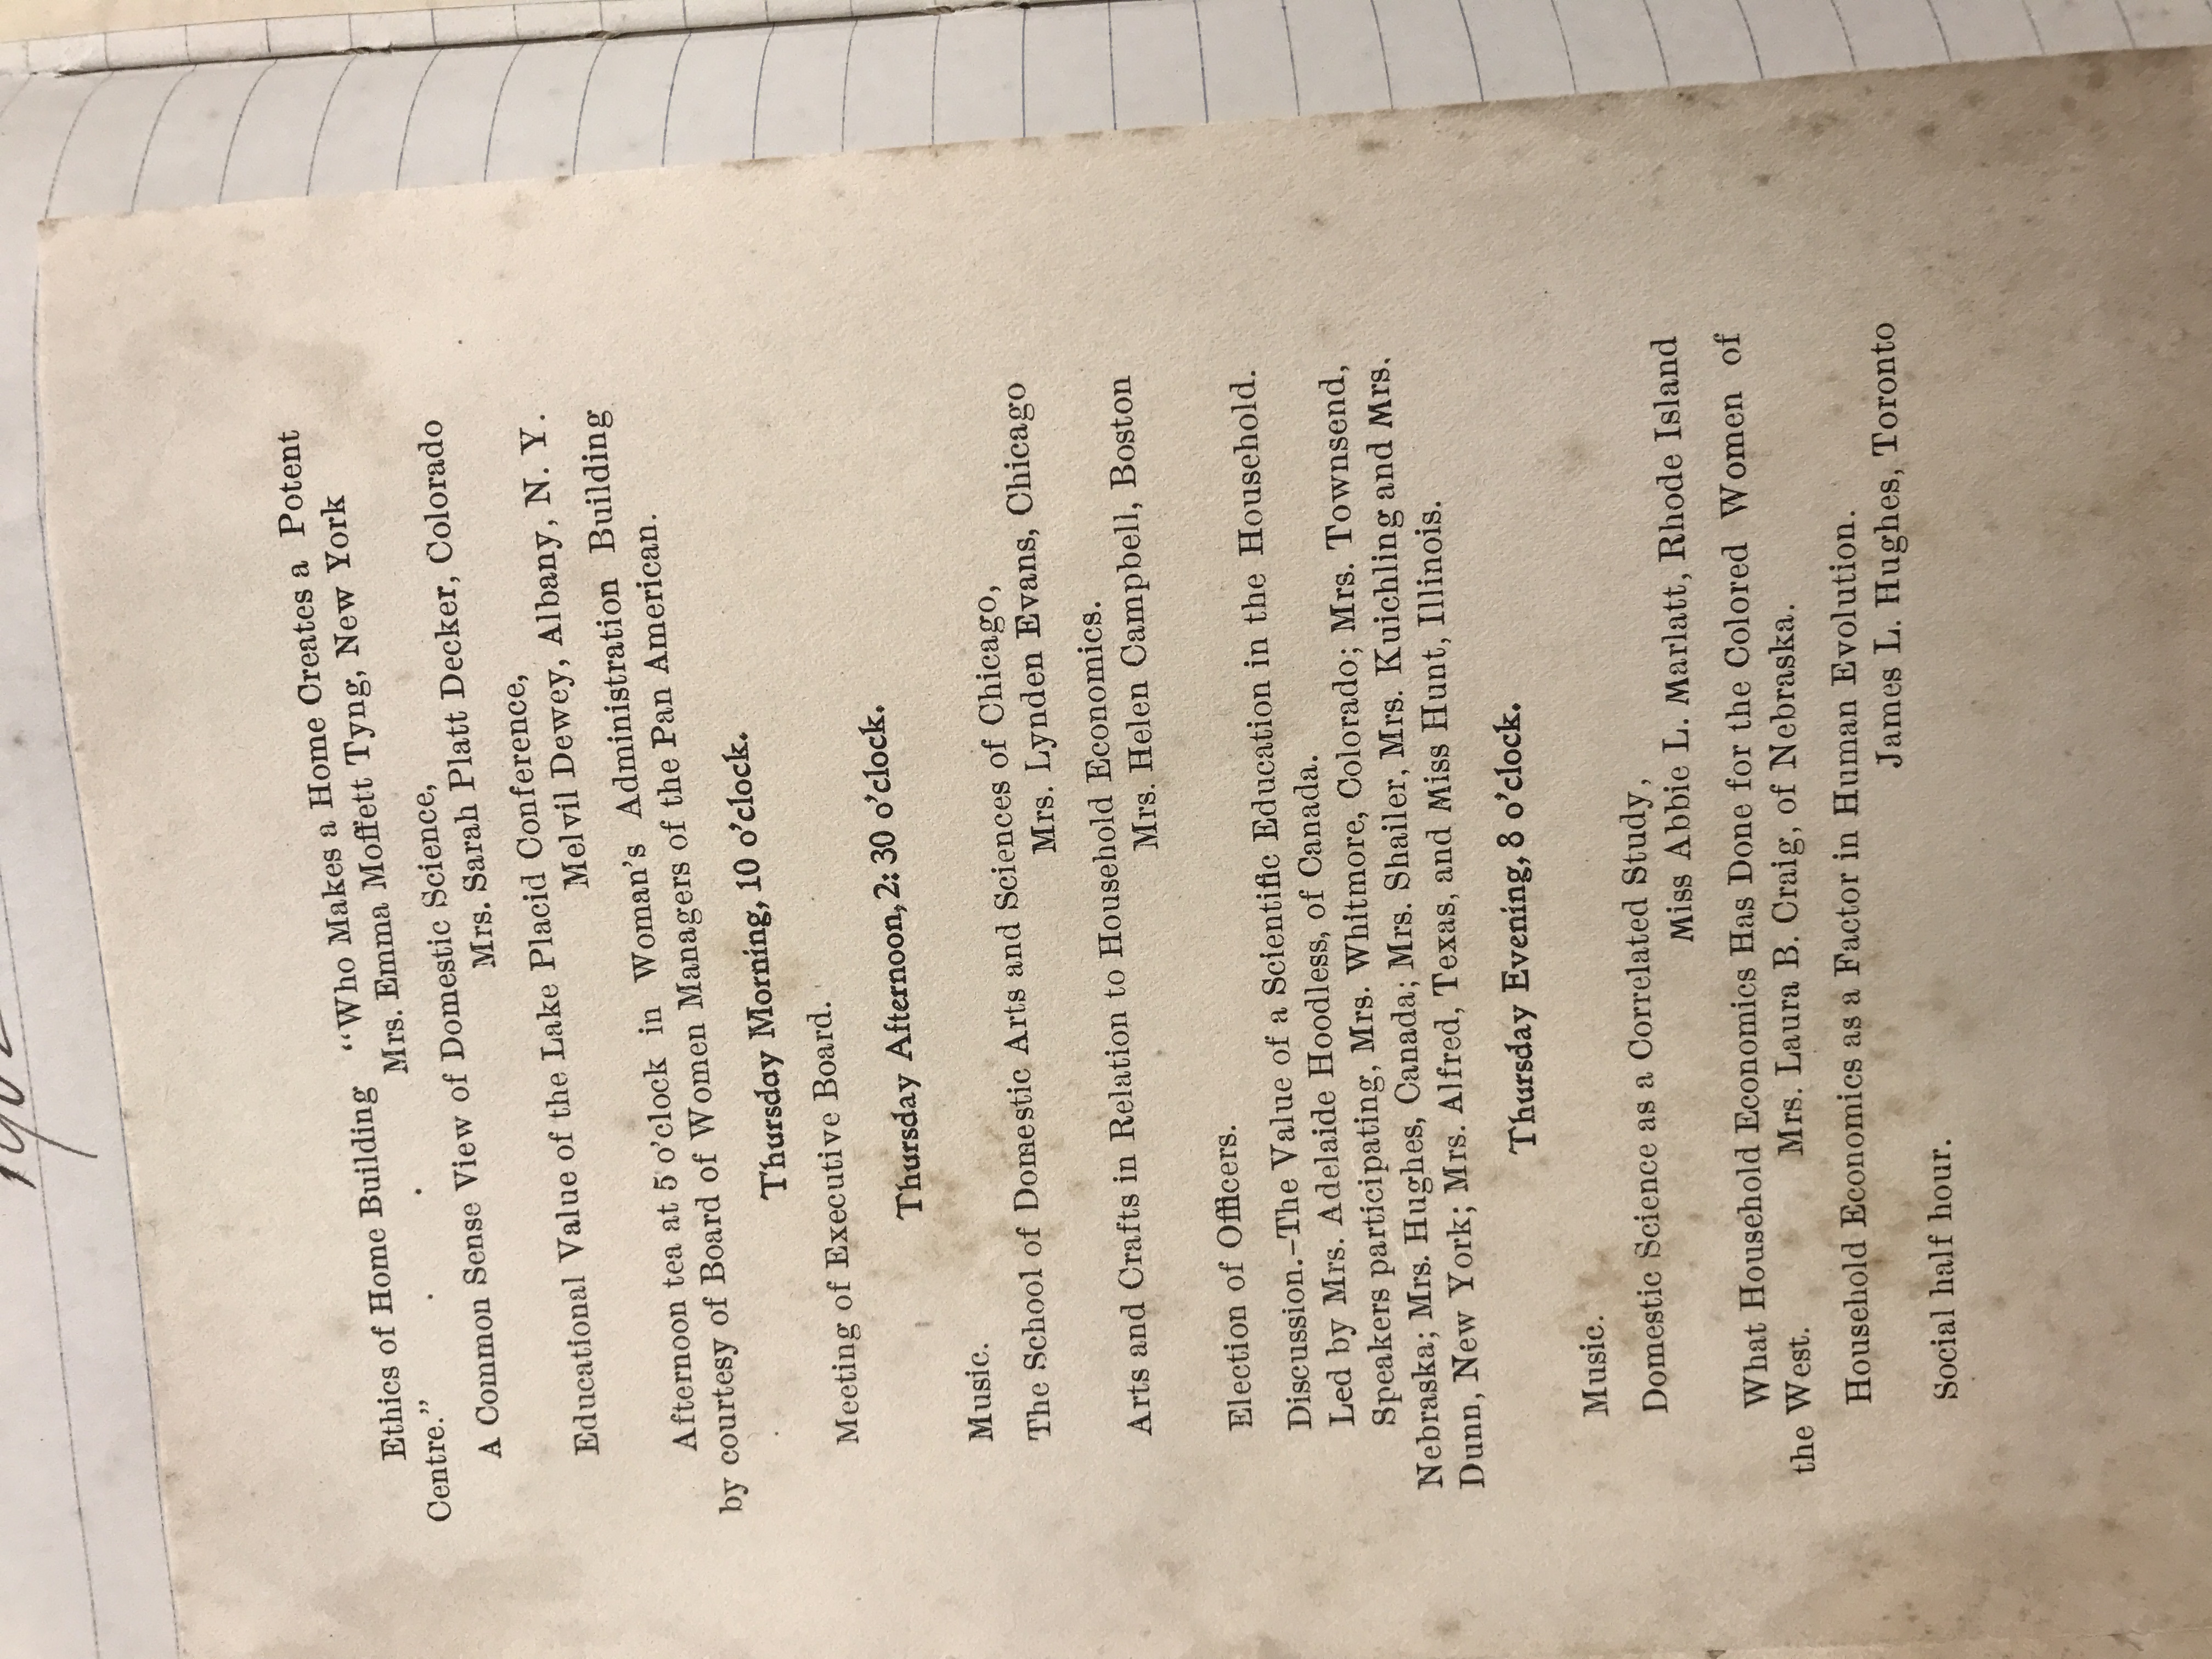 1902
Ethics of Home Building “Who Makes a Home Creates a Potent
Centre.” Mrs. Emma Moffett Tyng, New York
A Common Sense View of Domestic Science,
Mrs. Sarah Platt Decker, Colorado
Educational Value of the Lake Placid Conference,
Melvil Dewey, Albany, N. Y.
Afternoon tea at 5 o’clock in Woman’s Administration Building
by courtesy of Board of Women Managers of the Pan American.
Thursday Morning, 10 o’clock.
Meeting of Executive Board.
Thursday Afternoon, 2:30 o’clock.
Music.
The School of Domestic Arts and Sciences of Chicago,
Mrs. Lynden Evans, Chicago
Arts and Crafts in Relation to Household Economics.
Mrs. Helen Campbell, Boston
Election of Officers.
Discussion.–The Value of a Scientific Education in the Household.
Led by Mrs. Adelaide Hoodless, of Canada.
Speakers participating, Mrs. Whitmore, Colorado; Mrs. Townsend,
Nebraska; Mrs. Hughes, Canada; Mrs. Shailer, Mrs. Kuichling and Mrs.
Dunn, New York; Mrs. Alfred, Texas, and Miss Hunt, Illinois.
Thursday Evening, 8 o’clock.
Music.
Domestic Science as a Correlated Study,
Miss Abbie L. Marlatt, Rhode Island
What Household Economics Has Done for the Colored Women of
the West. Mrs. Laura B. Craig, of Nebraska.
Household Economics as a Factor in Human Evolution.
James L. Hughes, Toronto
Social half hour.